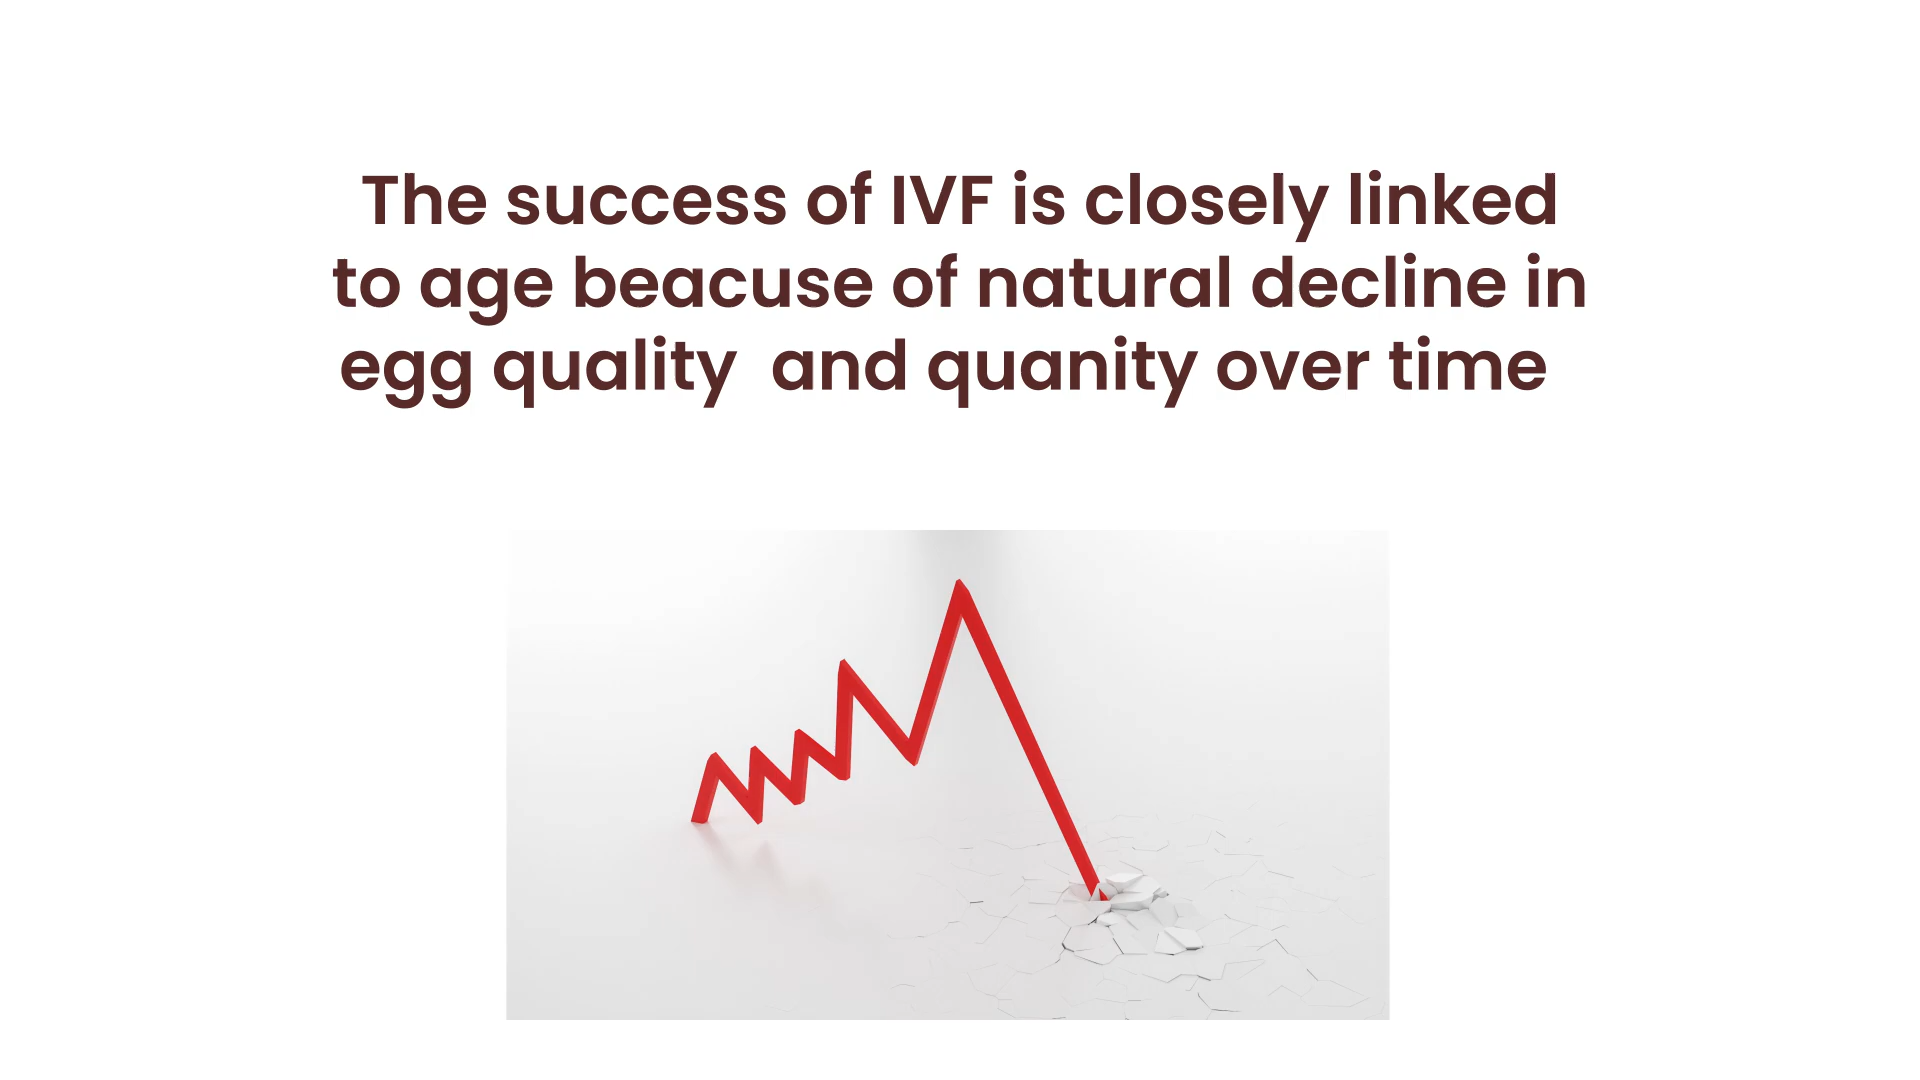 The success of IVF is closely linked
to age beacuse of natural decline in
egg quality  and quanity over time